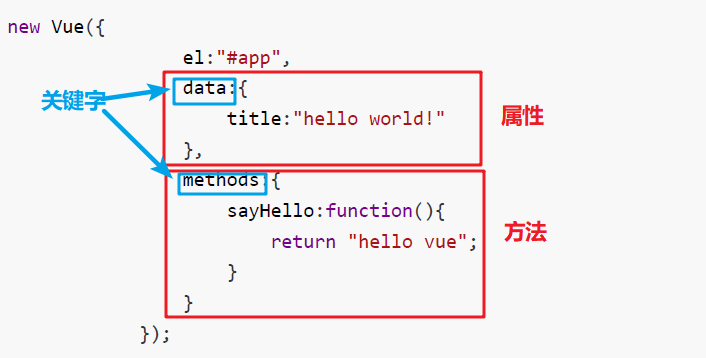 new Vue({
el:"#app",
关键字
data:{
title:"hello world!"
属性
},
methods:{
sayHello:function(){
return "hello vue";
方法
}
}
});